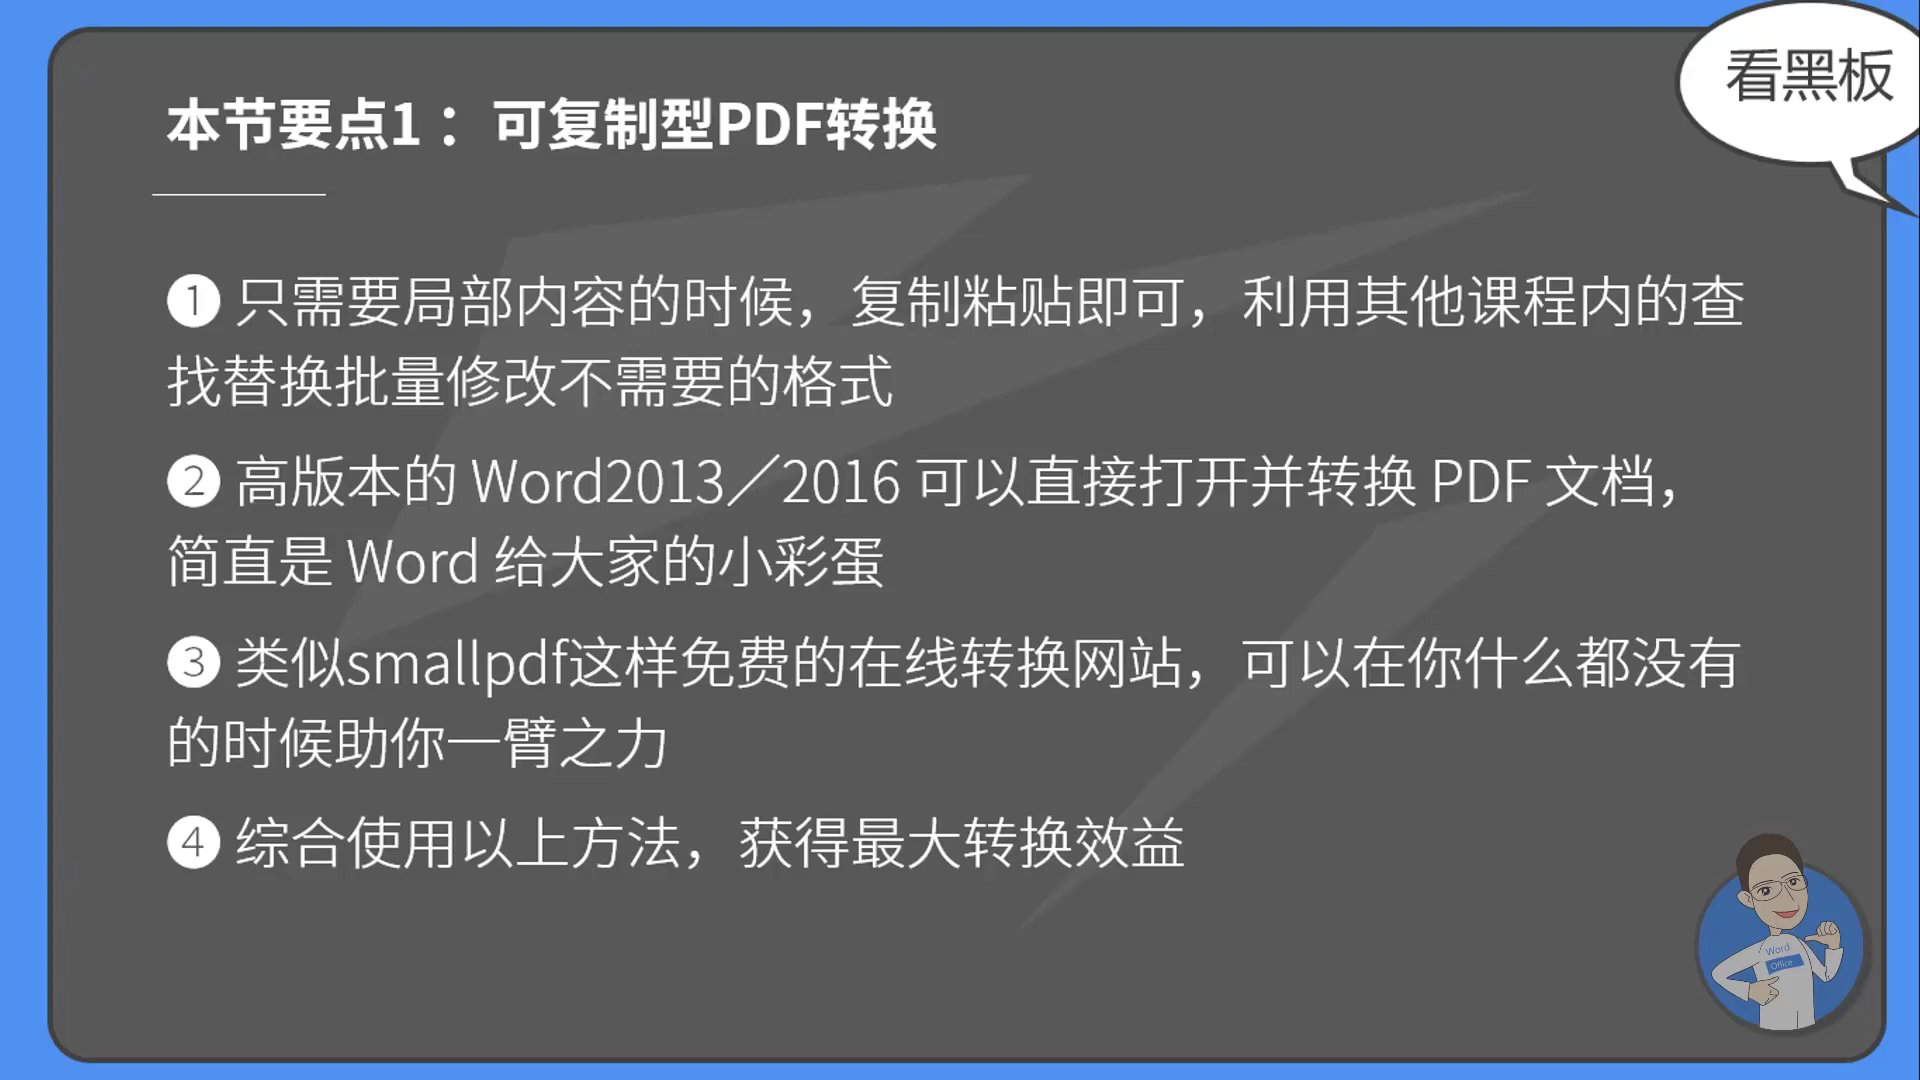 看黑板
本节要点1：可复制型PDF转换
❶ 只需要局部内容的时候，复制粘贴即可，利用其他课程内的查
找替换批量修改不需要的格式
❷ 高版本的 Word2013／2016 可以直接打开并转换 PDF 文档，
简直是 Word 给大家的小彩蛋
❸ 类似smallpdf这样免费的在线转换网站，可以在你什么都没有
的时候助你一臂之力
❹ 综合使用以上方法，获得最大转换效益
Word
Office